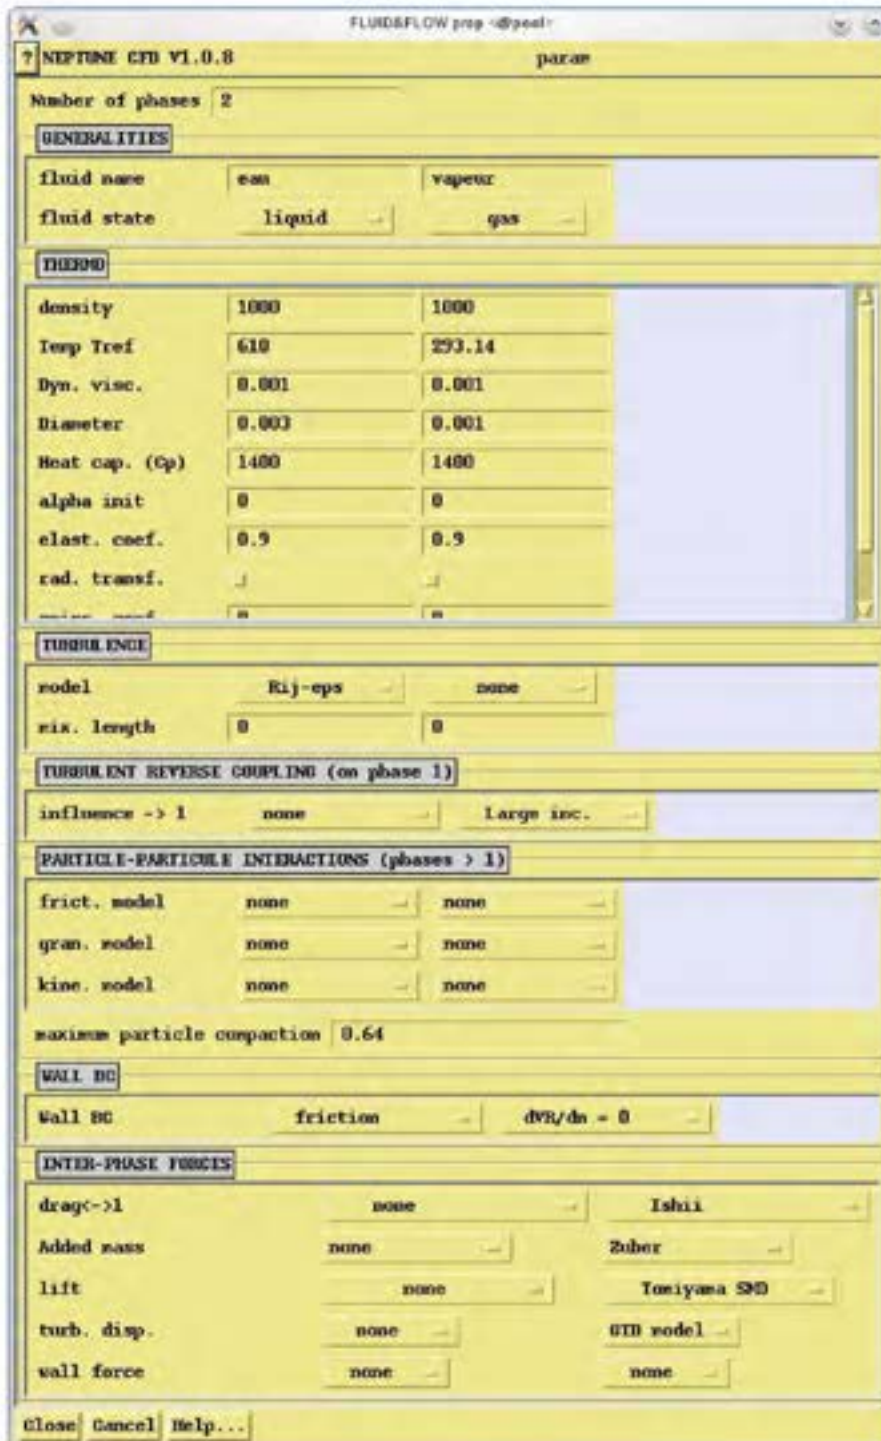 FLUID&FLOW prop <@pool>
? NEPTUNE CFD V1.0.8 param
Number of phases 2
GENERALITIES
fluid name eau vapeur
fluid state liquid gas
THERMO
density 1000 1000
Temp Tref 610 293.14
Dyn. visc. 0.001 0.001
Diameter 0.003 0.001
Heat cap. (Cp) 1400 1400
alpha init 0 0
elast. coef. 0.9 0.9
rad. transf.
0 0
TURBULENCE
model Rij-eps none
mix. length 0 0
TURBULENT REVERSE COUPLING (on phase 1)
influence -> 1 none Large inc.
PARTICLE-PARTICULE INTERACTIONS (phases > 1)
frict. model none none
gran. model none none
kine. model none none
maximum particle compaction 0.64
WALL BC
Wall BC friction dVR/dn = 0
INTER-PHASE FORCES
drag<->1 none Ishii
Added mass none Zuber
lift none Tomiyama SMD
turb. disp. none GTD model
wall force none none
Close Cancel Help...